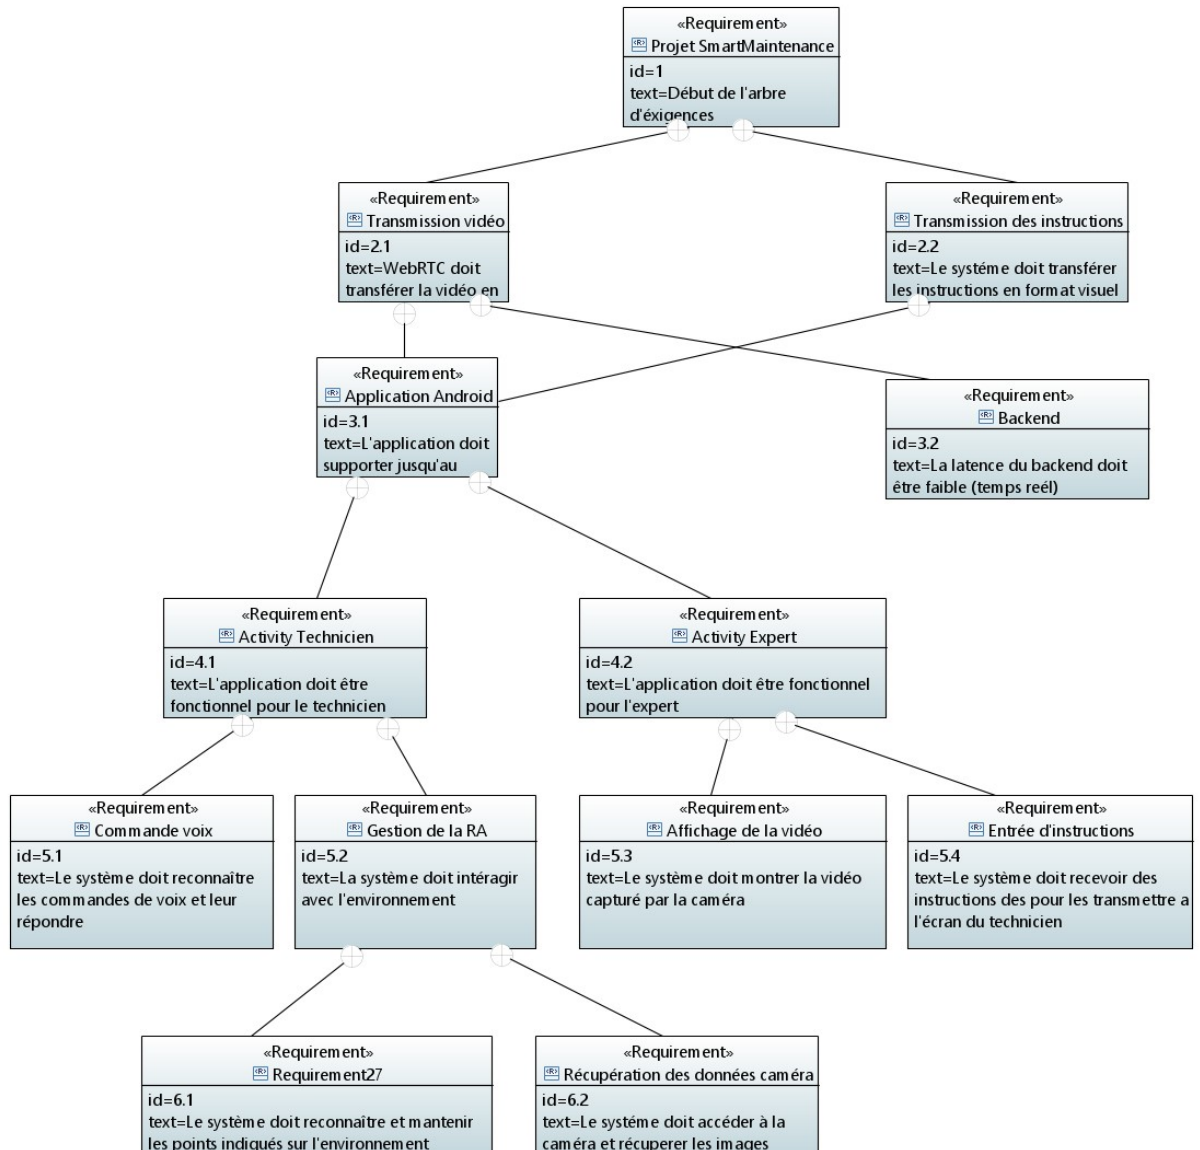 «Requirement»
Projet SmartMaintenance
id=1
text=Début de l'arbre
d'éxigences
«Requirement»
Transmission vidéo
id=2.1
text=WebRTC doit
transférer la vidéo en
«Requirement»
Transmission des instructions
id=2.2
text=Le systéme doit transférer
les instructions en format visuel
«Requirement»
Application Android
id=3.1
text=L'application doit
supporter jusqu'au
«Requirement»
Backend
id=3.2
text=La latence du backend doit
être faible (temps reél)
«Requirement»
Activity Technicien
id=4.1
text=L'application doit être
fonctionnel pour le technicien
«Requirement»
Activity Expert
id=4.2
text=L'application doit être fonctionnel
pour l'expert
«Requirement»
Commande voix
id=5.1
text=Le système doit reconnaître
les commandes de voix et leur
répondre
«Requirement»
Gestion de la RA
id=5.2
text=La système doit intéragir
avec l'environnement
«Requirement»
Affichage de la vidéo
id=5.3
text=Le système doit montrer la vidéo
capturé par la caméra
«Requirement»
Entrée d'instructions
id=5.4
text=Le système doit recevoir des
instructions des pour les transmettre a
l'écran du technicien
«Requirement»
Requirement27
id=6.1
text=Le système doit reconnaître et mantenir
les points indiqués sur l'environnement
«Requirement»
Récupération des données caméra
id=6.2
text=Le systéme doit accéder à la
caméra et récuperer les images